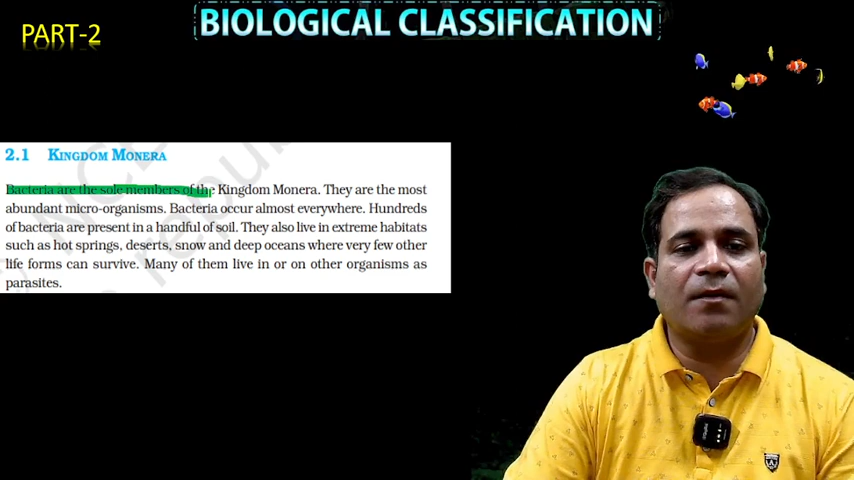 BIOLOGICAL CLASSIFICATION
PART-2
2.1 KINGDOM MONERA
Bacteria are the sole members of the Kingdom Monera. They are the most
abundant micro-organisms. Bacteria occur almost everywhere. Hundreds
of bacteria are present in a handful of soil. They also live in extreme habitats
such as hot springs, deserts, snow and deep oceans where very few other
life forms can survive. Many of them live in or on other organisms as
parasites.